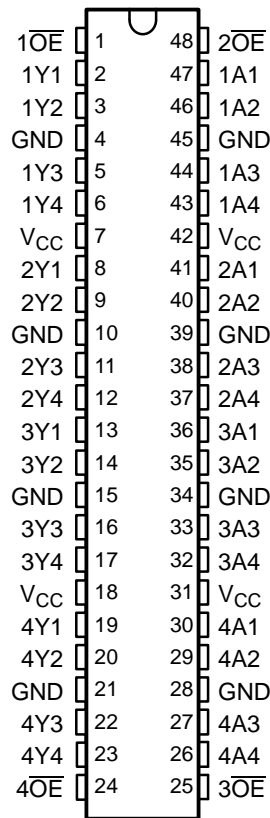 1O̅E̅ 1 48 2O̅E̅
1Y1 2 47 1A1
1Y2 3 46 1A2
GND 4 45 GND
1Y3 5 44 1A3
1Y4 6 43 1A4
VCC 7 42 VCC
2Y1 8 41 2A1
2Y2 9 40 2A2
GND 10 39 GND
2Y3 11 38 2A3
2Y4 12 37 2A4
3Y1 13 36 3A1
3Y2 14 35 3A2
GND 15 34 GND
3Y3 16 33 3A3
3Y4 17 32 3A4
VCC 18 31 VCC
4Y1 19 30 4A1
4Y2 20 29 4A2
GND 21 28 GND
4Y3 22 27 4A3
4Y4 23 26 4A4
4O̅E̅ 24 25 3O̅E̅